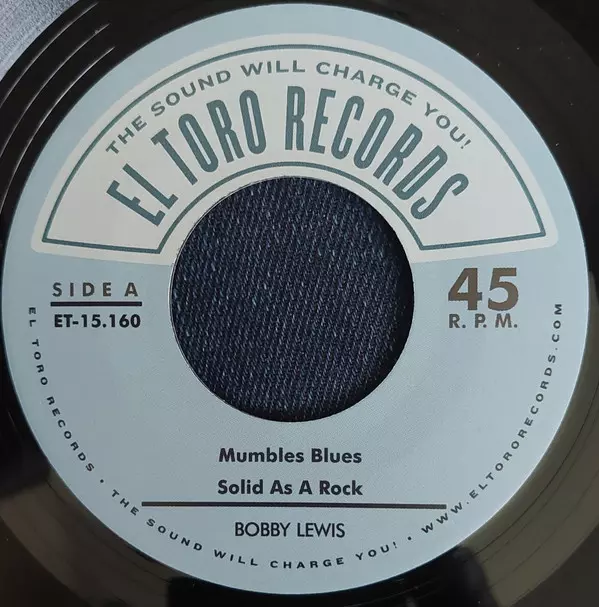 THE SOUND WILL CHARGE YOU!
EL TORO RECORDS
SIDE A
ET-15.160
45
R. P. M.
Mumbles Blues
Solid As A Rock
BOBBY LEWIS
EL TORO RECORDS • THE SOUND WILL CHARGE YOU! • WWW.ELTORORECORDS.COM